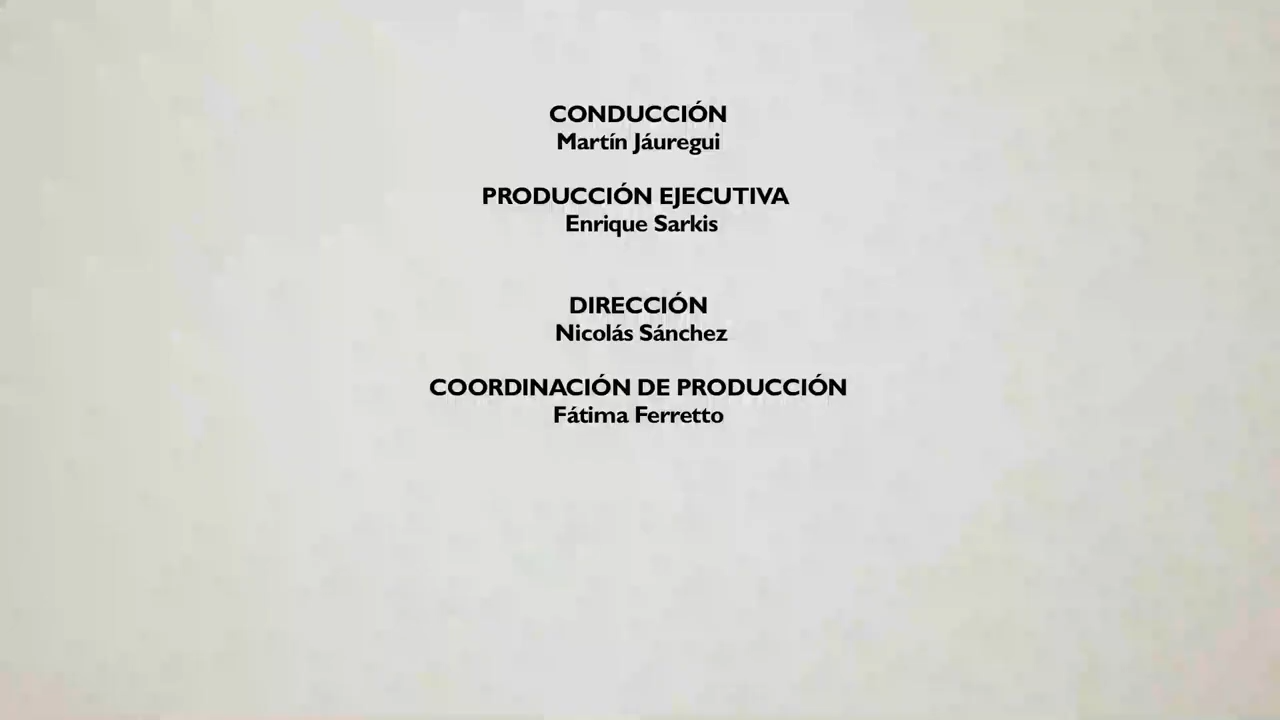 CONDUCCIÓN
Martín Jáuregui
PRODUCCIÓN EJECUTIVA
Enrique Sarkis
DIRECCIÓN
Nicolás Sánchez
COORDINACIÓN DE PRODUCCIÓN
Fátima Ferretto